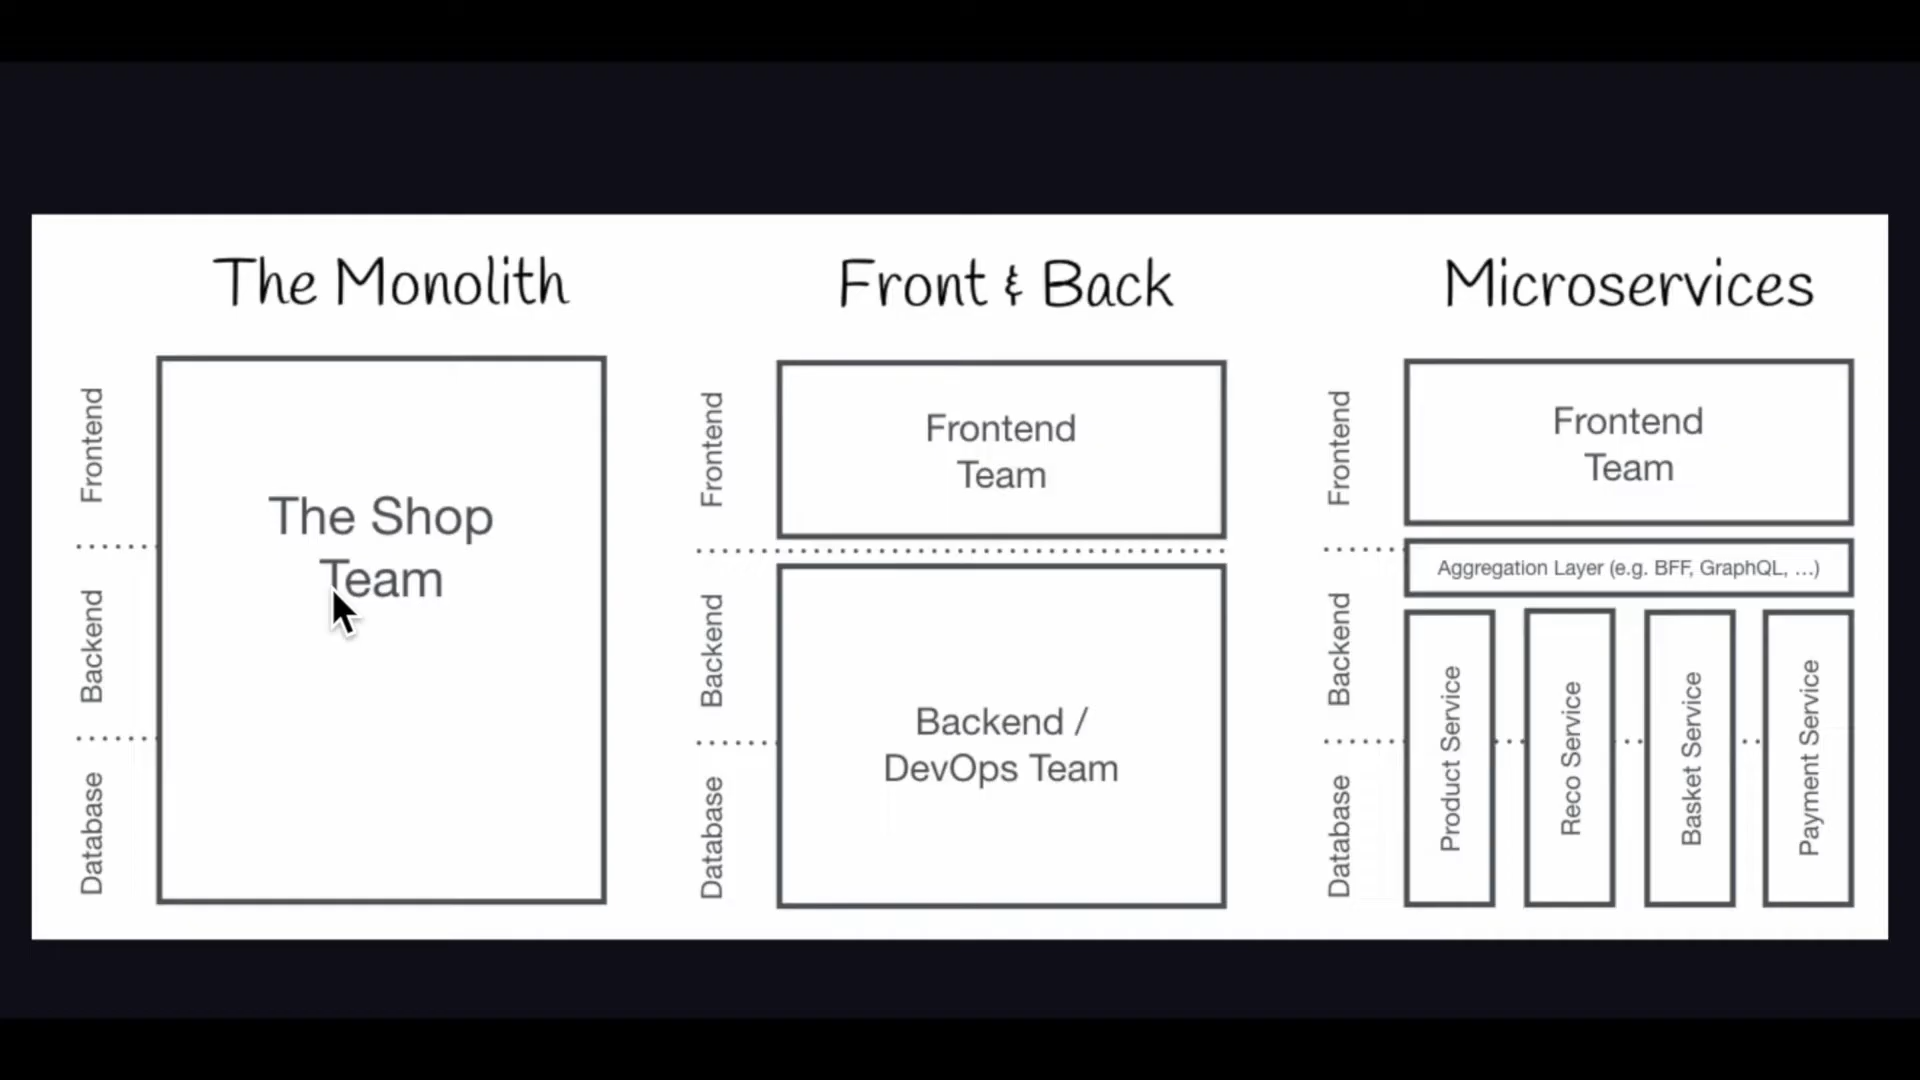 The Monolith
Frontend
Backend
Database
The Shop
Team
Front & Back
Frontend
Backend
Database
Frontend
Team
Backend /
DevOps Team
Microservices
Frontend
Backend
Database
Frontend
Team
Aggregation Layer (e.g. BFF, GraphQL, ...)
Product Service
Reco Service
Basket Service
Payment Service